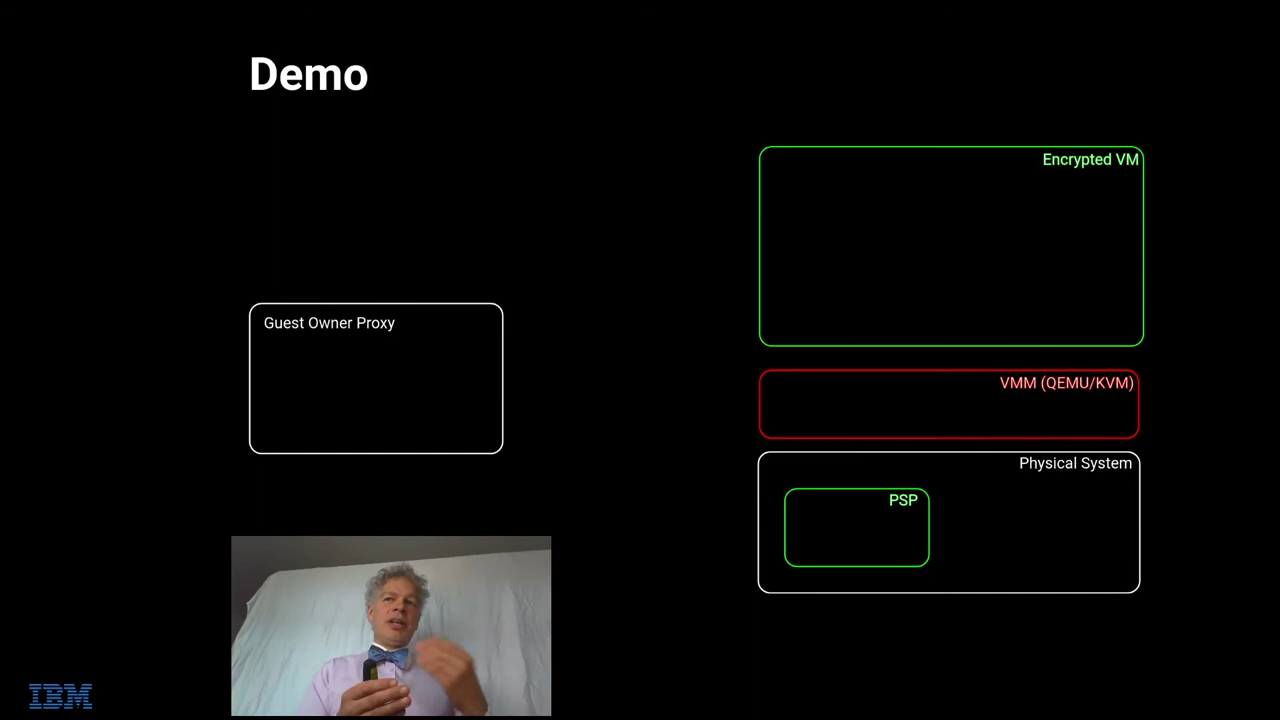 Demo
Encrypted VM
Guest Owner Proxy
VMM (QEMU/KVM)
Physical System
PSP
IBM